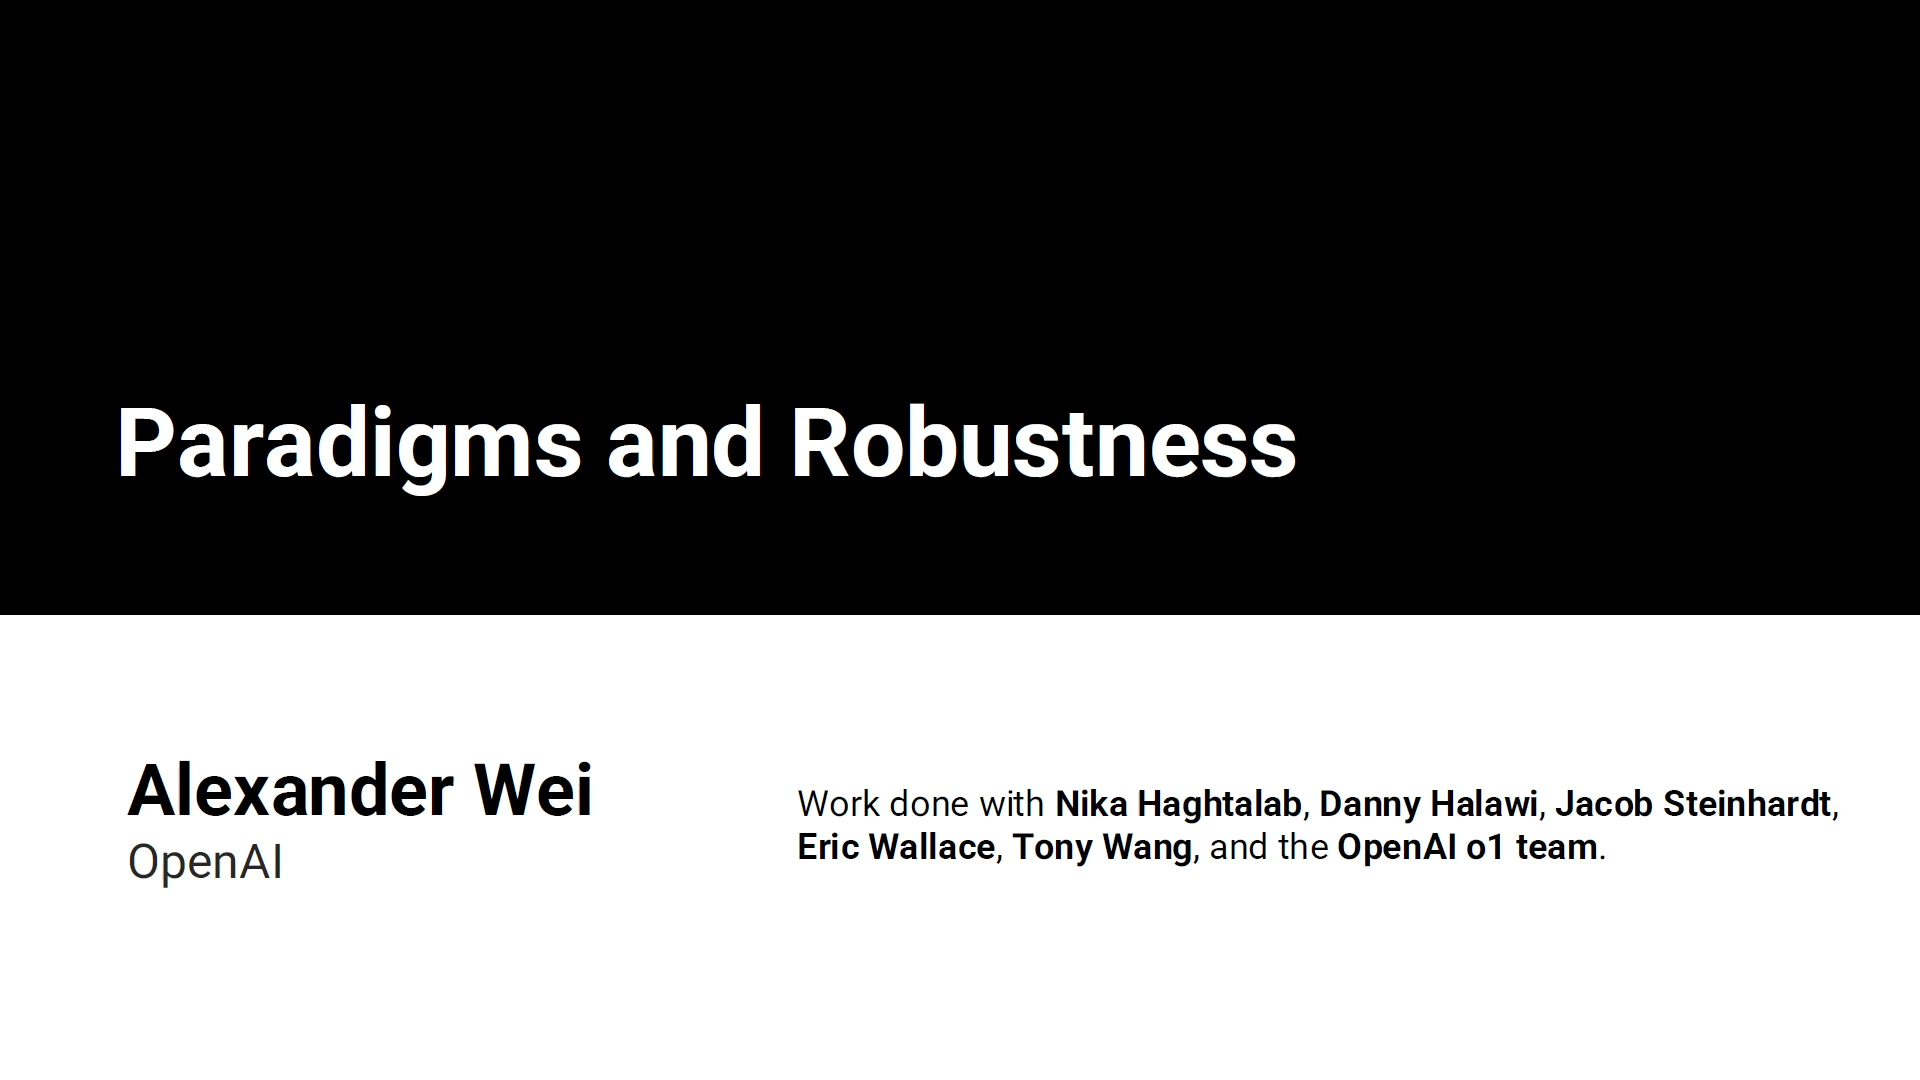 Paradigms and Robustness
Alexander Wei
OpenAI
Work done with Nika Haghtalab, Danny Halawi, Jacob Steinhardt,
Eric Wallace, Tony Wang, and the OpenAI o1 team.